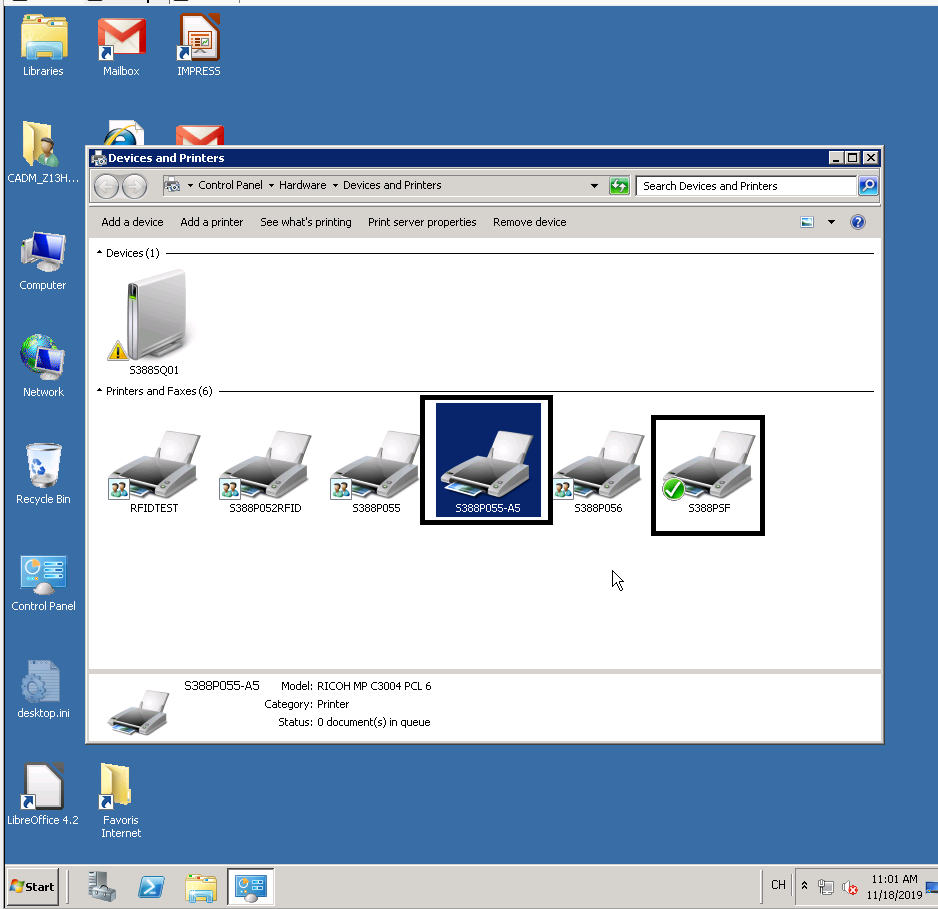 Libraries
Mailbox
IMPRESS
CADM_Z13H...
Devices and Printers
Control Panel Hardware Devices and Printers
Search Devices and Printers
Add a device Add a printer See what's printing Print server properties Remove device
Devices (1)
S388SQ01
Computer
Printers and Faxes (6)
Network
RFIDTEST S388P052RFID S388P055 S388P055-A5 S388P056 S388PSF
Recycle Bin
Control Panel
S388P055-A5 Model: RICOH MP C3004 PCL 6
Category: Printer
Status: 0 document(s) in queue
desktop.ini
LibreOffice 4.2
Favoris
Internet
Start
CH
11:01 AM
11/18/2019